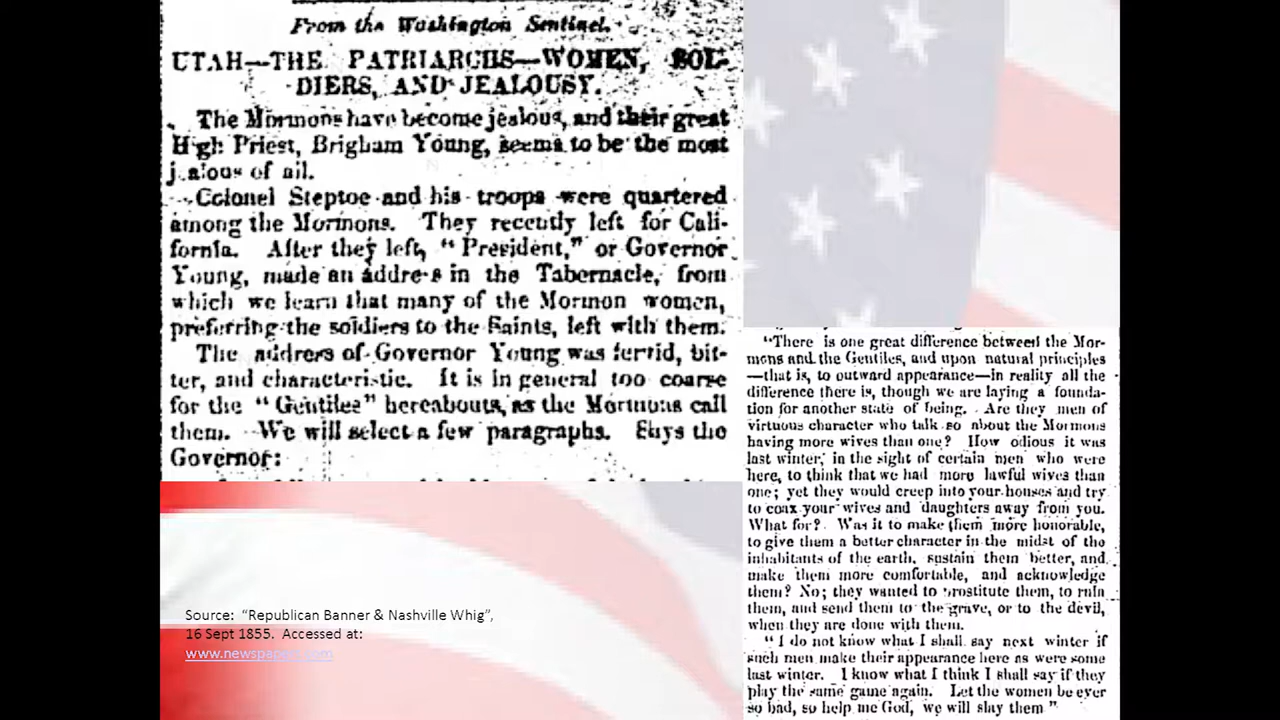 From the Washington Sentinel.
UTAH—THE PATRIARCHS—WOMEN, SOL-
DIERS, AND JEALOUSY.
The Mormons have become jealous, and their great
High Priest, Brigham Young, seems to be the most
jealous of all.
Colonel Steptoe and his troops were quartered
among the Mormons. They recently left for Cali-
fornia. After they left, "President," or Governor
Young, made an address in the Tabernacle, from
which we learn that many of the Mormon women,
preferring the soldiers to the Saints, left with them.
The address of Governor Young was fervid, bit-
ter, and characteristic. It is in general too coarse
for the "Gentiles" hereabouts, as the Mormons call
them. We will select a few paragraphs. Says the
Governor:
Source: "Republican Banner & Nashville Whig",
16 Sept 1855. Accessed at:
"There is one great difference between the Mor-
mons and the Gentiles, and upon natural principles
—that is, to outward appearance—in reality all the
difference there is, though we are laying a founda-
tion for another state of being. Are they men of
virtuous character who talk so about the Mormons
having more wives than one? How odious it was
last winter, in the sight of certain men who were
here, to think that we had more lawful wives than
one; yet they would creep into your houses and try
to coax your wives and daughters away from you.
What for? Was it to make them more honorable,
to give them a better character in the midst of the
inhabitants of the earth, sustain them better, and
make them more comfortable, and acknowledge
them? No; they wanted to prostitute them, to ruin
them, and send them to the grave, or to the devil,
when they are done with them.
"I do not know what I shall say next winter if
such men make their appearance here as were some
last winter. I know what I think I shall say if they
play the same game again. Let the women be ever
so bad, so help me God, we will slay them"